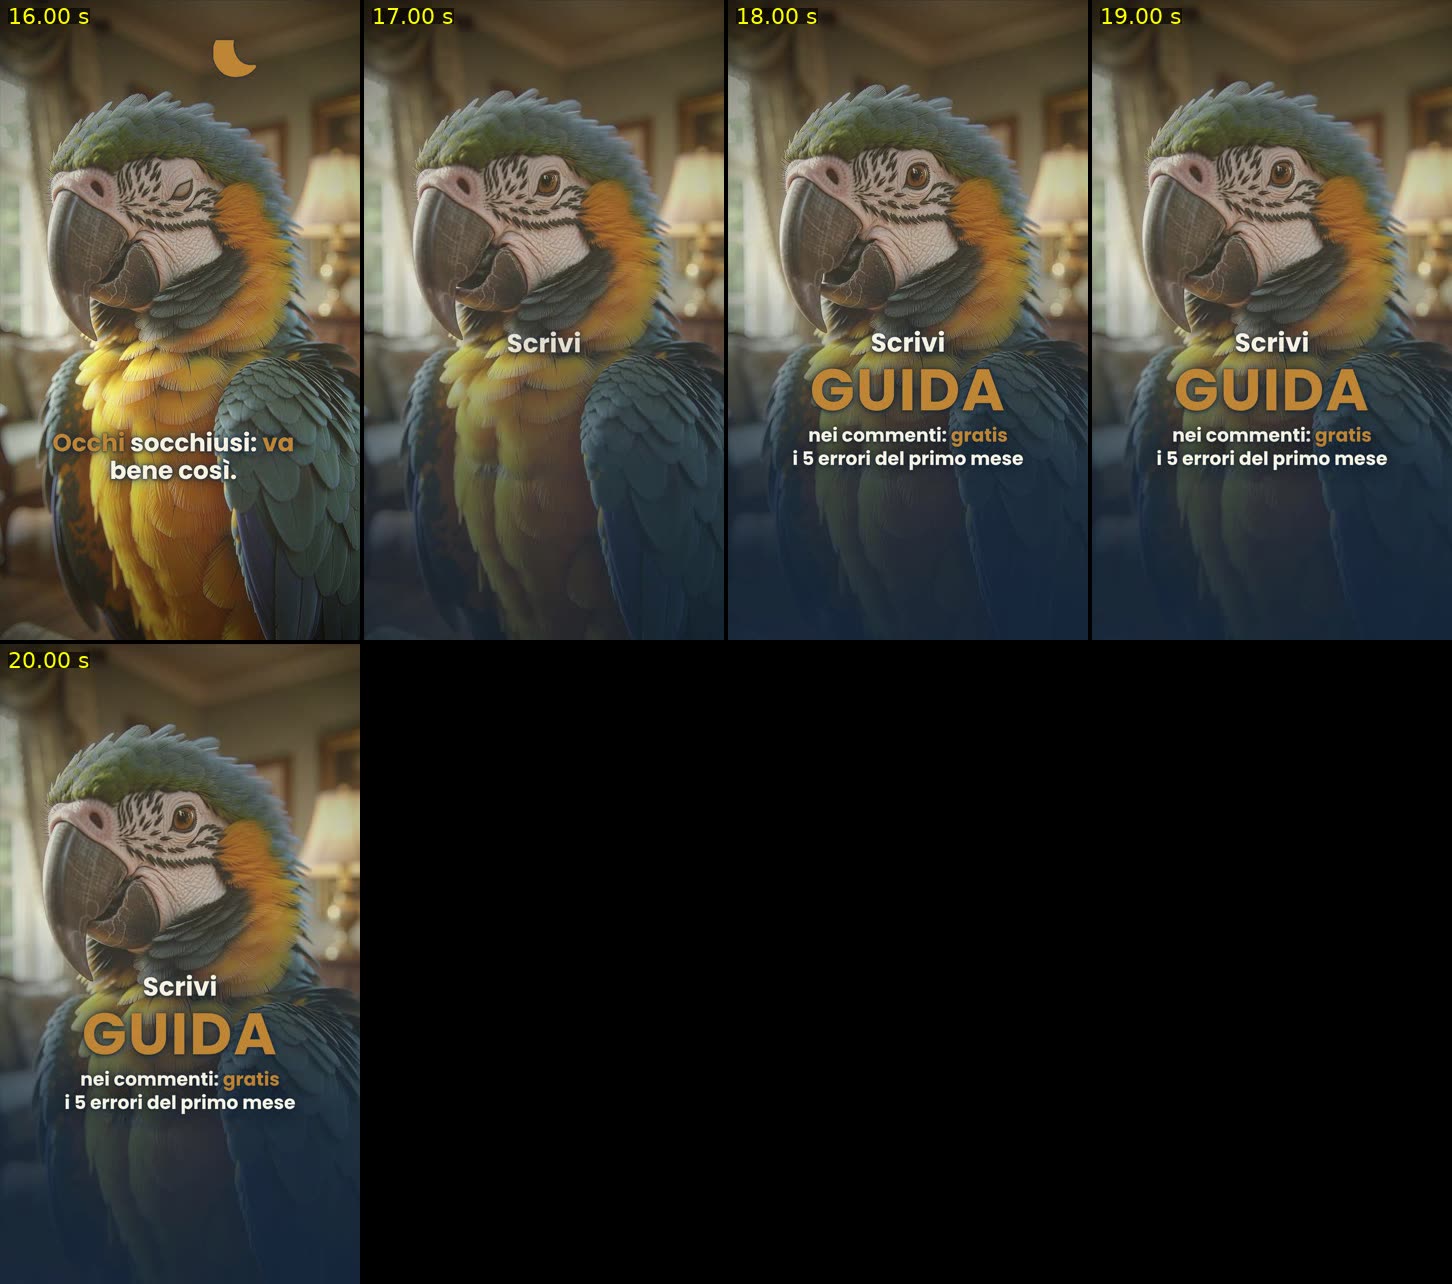 16.00 s
17.00 s
18.00 s
19.00 s
Occhi socchiusi: va
bene così.
Scrivi
Scrivi
GUIDA
nei commenti: gratis
i 5 errori del primo mese
Scrivi
GUIDA
nei commenti: gratis
i 5 errori del primo mese
20.00 s
Scrivi
GUIDA
nei commenti: gratis
i 5 errori del primo mese